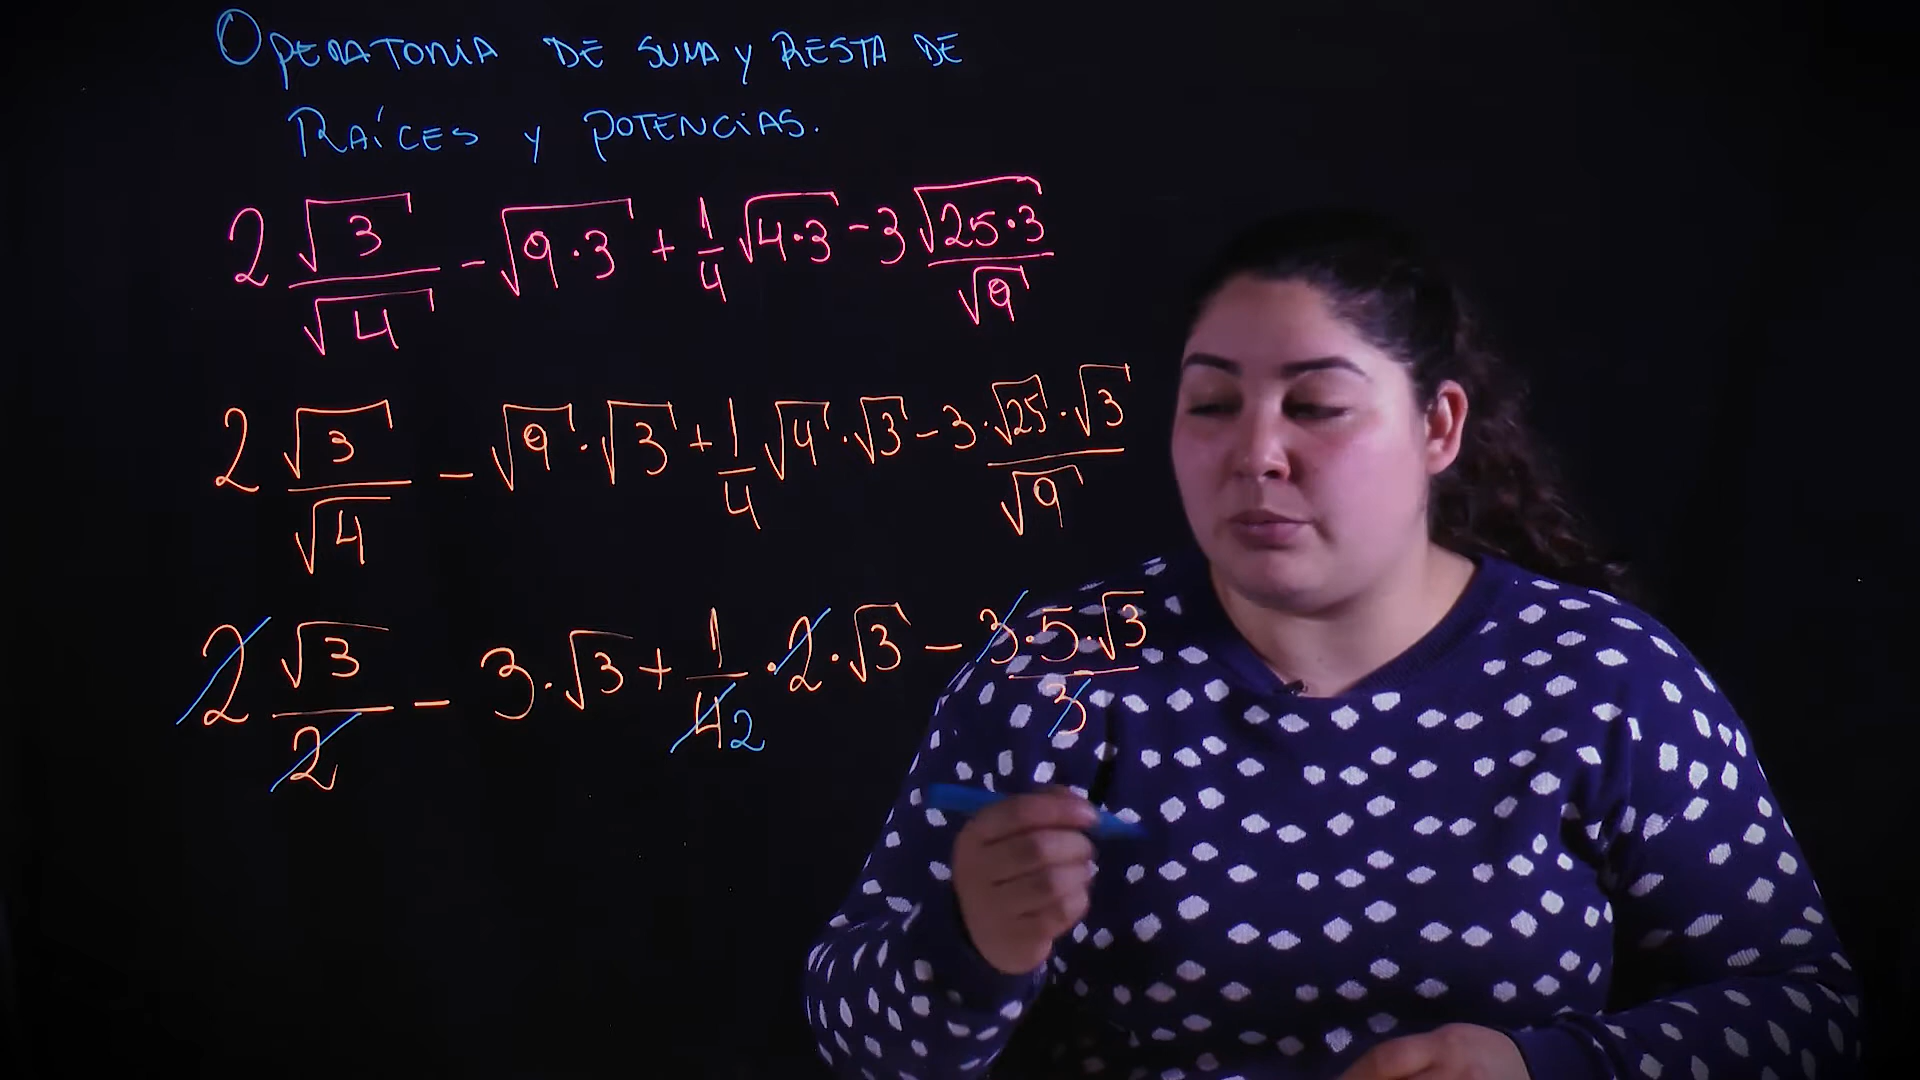 OPERATORIA DE SUMA Y RESTA DE
RAÍCES Y POTENCIAS.
2 √3/√4 - √(9·3) + 1/4 √(4·3) - 3 √(25·3)/√9
2 √3/√4 - √9 · √3 + 1/4 √4 · √3 - 3 · √25 · √3/√9
2 √3/2 - 3 · √3 + 1/4 2 · 2 · √3 - 3 · 5 · √3/3